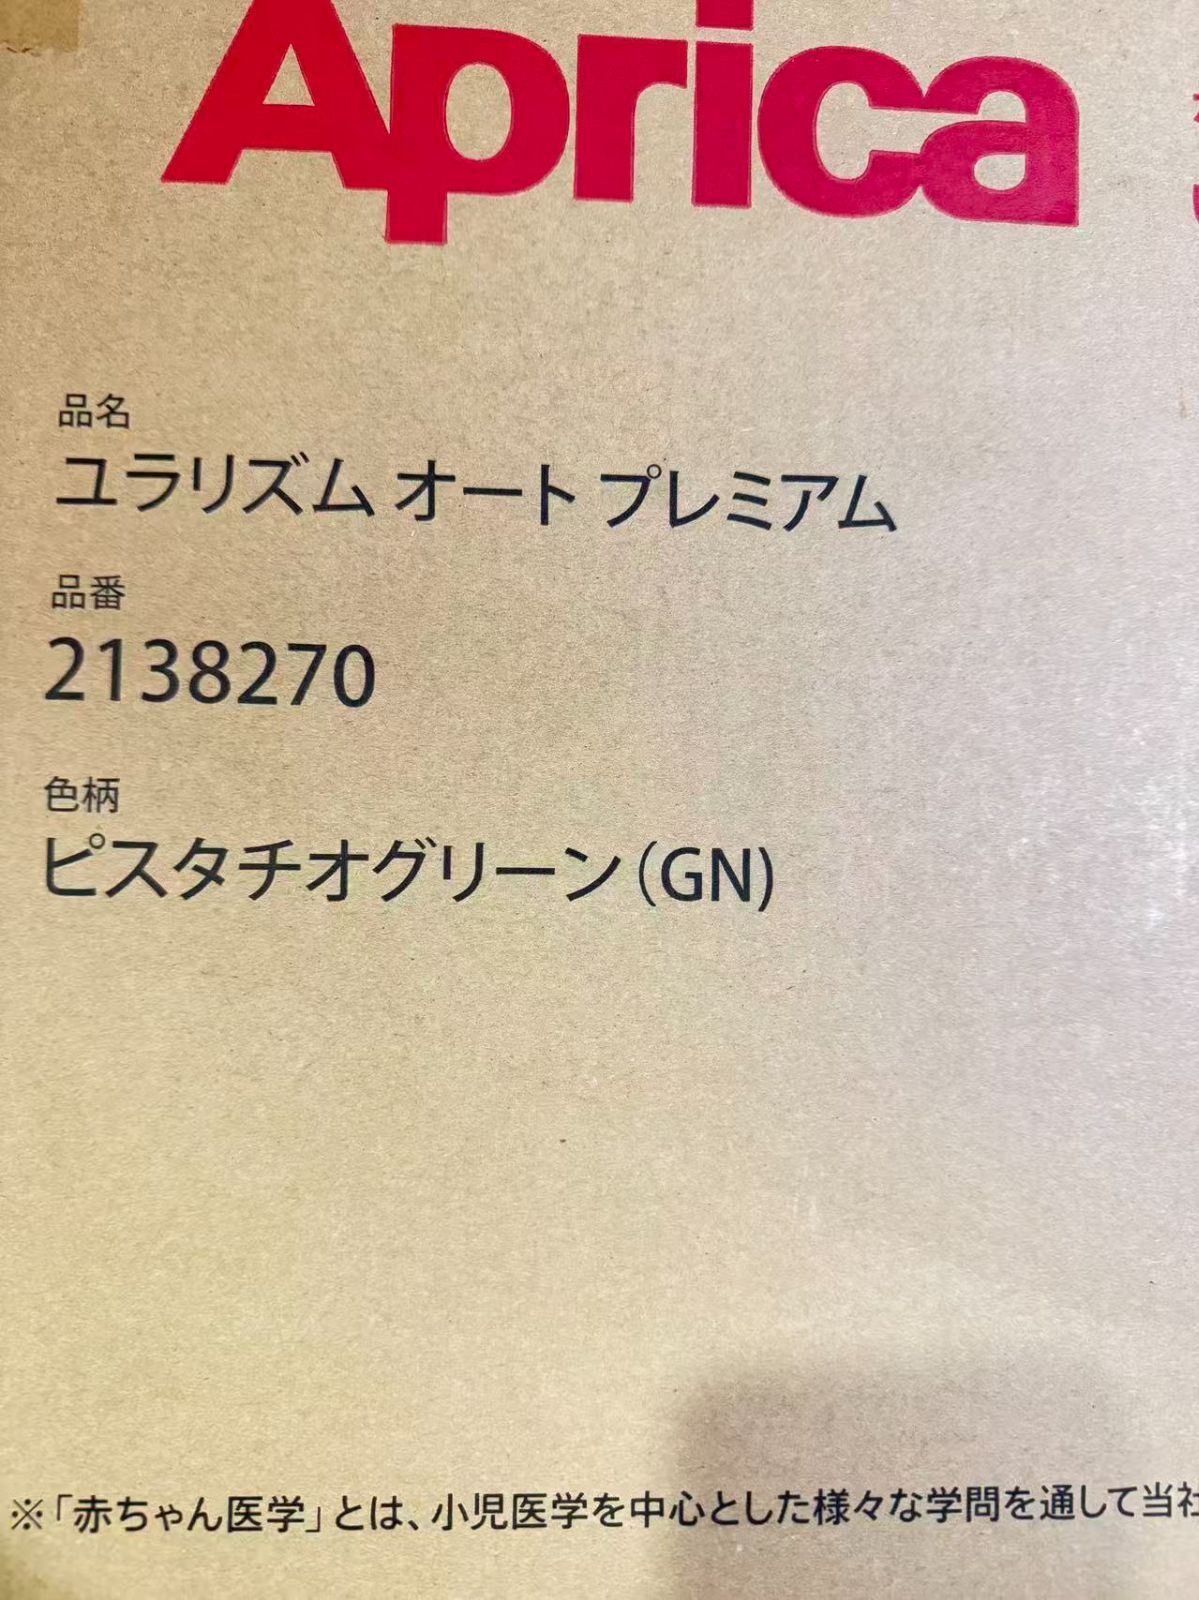 Aprica
品名
ユラリズム オート プレミアム
品番
2138270
色柄
ピスタチオグリーン(GN)
※「赤ちゃん医学」とは、小児医学を中心とした様々な学問を通して当社